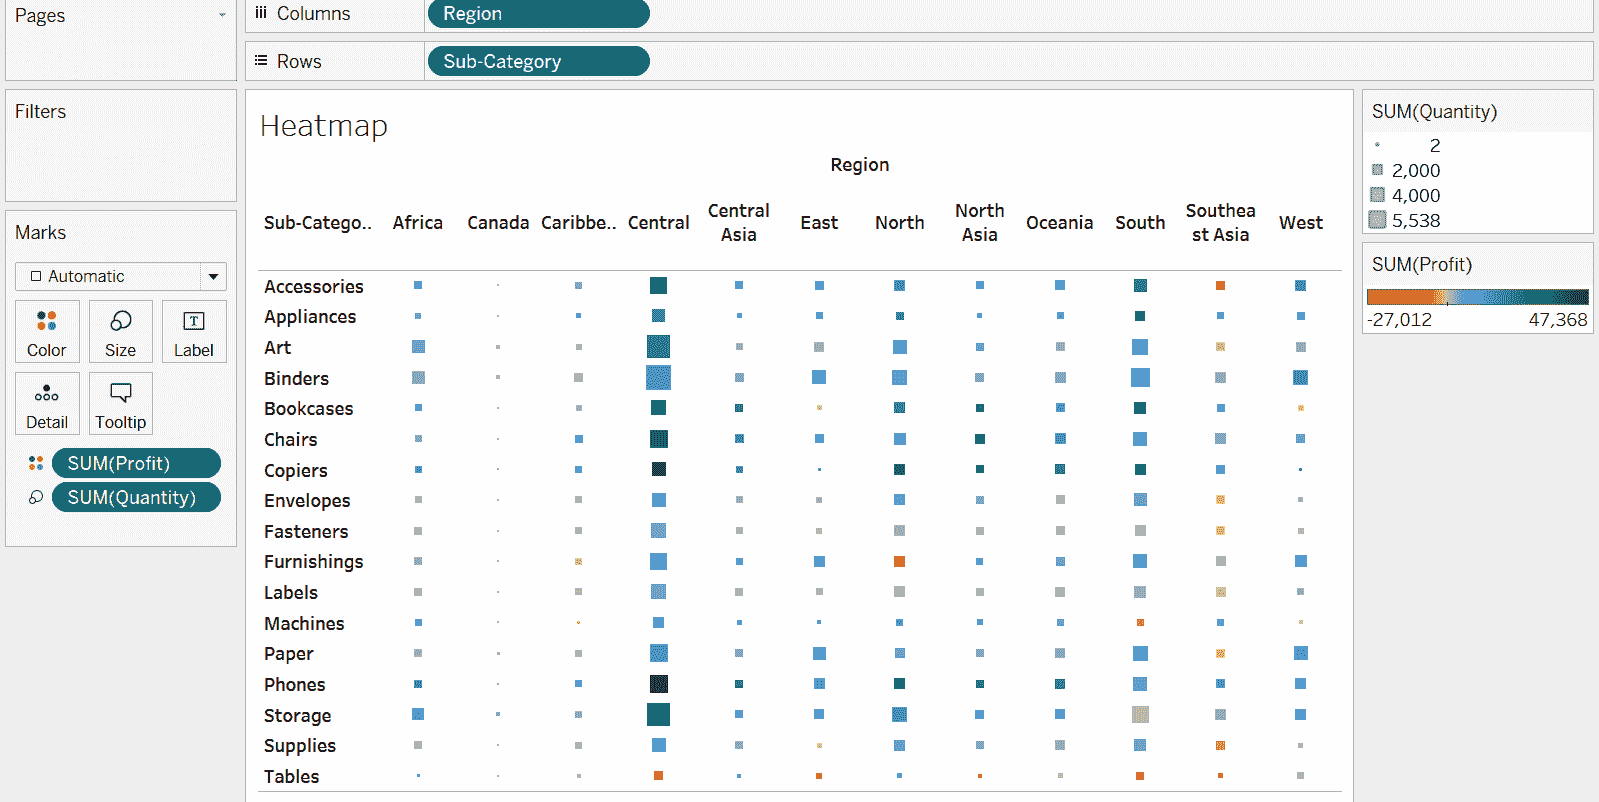 Pages
Columns
Region
Rows
Sub-Category
Filters
Marks
Automatic
Color
Size
T
Label
Detail
Tooltip
SUM(Profit)
SUM(Quantity)
Heatmap
Region
Sub-Catego.. Africa Canada Caribbe.. Central Central Asia East North North Asia Oceania South Southea st Asia West
Accessories
Appliances
Art
Binders
Bookcases
Chairs
Copiers
Envelopes
Fasteners
Furnishings
Labels
Machines
Paper
Phones
Storage
Supplies
Tables
SUM(Quantity)
2
2,000
4,000
5,538
SUM(Profit)
-27,012 47,368